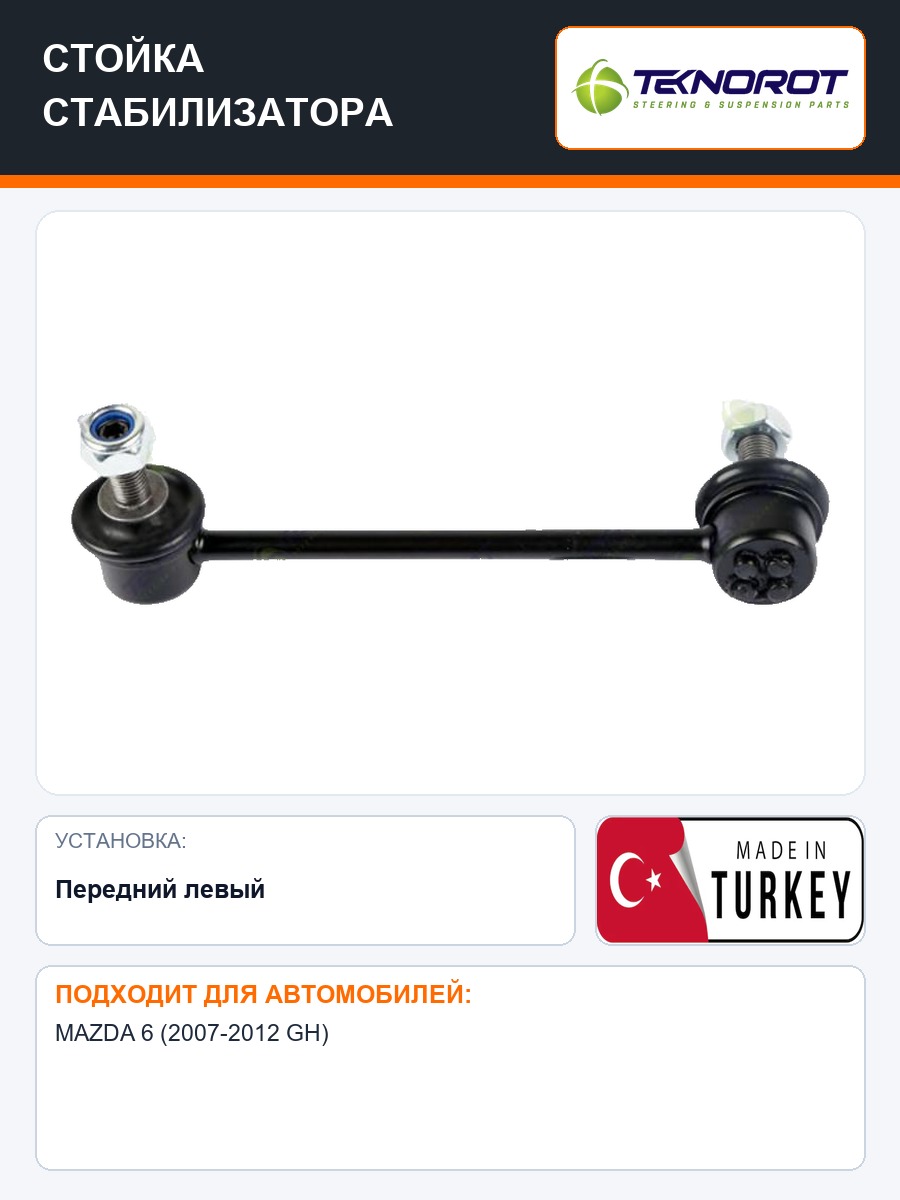 СТОЙКА
СТАБИЛИЗАТОРА
TEKNOROT
STEERING & SUSPENSION PARTS
УСТАНОВКА:
Передний левый
MADE IN
TURKEY
ПОДХОДИТ ДЛЯ АВТОМОБИЛЕЙ:
MAZDA 6 (2007-2012 GH)